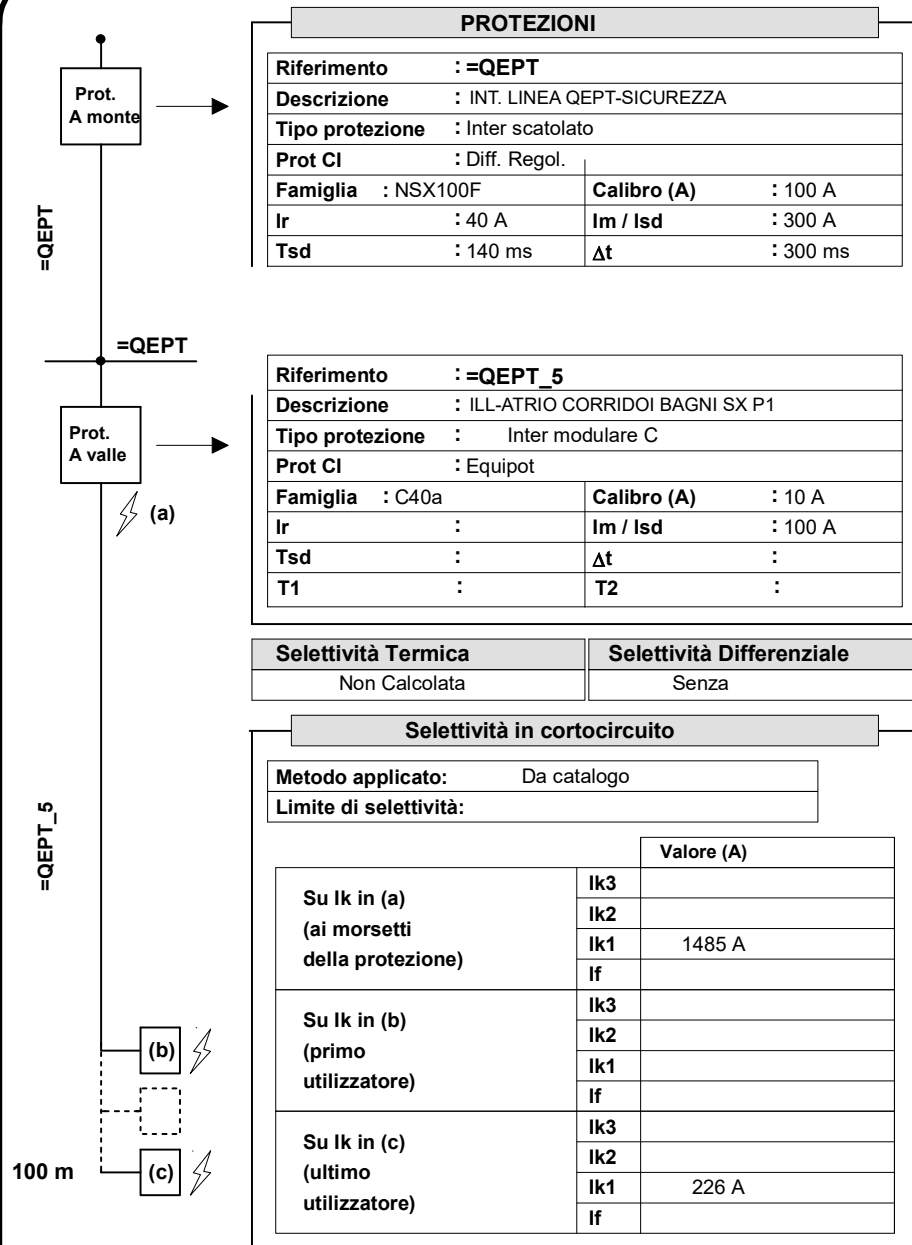 PROTEZIONI
Prot.
A monte
Riferimento : =QEPT
Descrizione : INT. LINEA QEPT-SICUREZZA
Tipo protezione : Inter scatolato
Prot CI : Diff. Regol.
Famiglia : NSX100F Calibro (A) : 100 A
Ir : 40 A Im / Isd : 300 A
Tsd : 140 ms Δt : 300 ms
=QEPT
=QEPT
Prot.
A valle
(a)
Riferimento : =QEPT_5
Descrizione : ILL-ATRIO CORRIDOI BAGNI SX P1
Tipo protezione : Inter modulare C
Prot CI : Equipot
Famiglia : C40a Calibro (A) : 10 A
Ir : Im / Isd : 100 A
Tsd : Δt :
T1 : T2 :
Selettività Termica Selettività Differenziale
Non Calcolata Senza
Selettività in cortocircuito
Metodo applicato: Da catalogo
Limite di selettività:
=QEPT_5
Valore (A)
Su Ik in (a)
(ai morsetti
della protezione)
Ik3
Ik2
Ik1 1485 A
If
(b)
Su Ik in (b)
(primo
utilizzatore)
Ik3
Ik2
Ik1
If
100 m
(c)
Su Ik in (c)
(ultimo
utilizzatore)
Ik3
Ik2
Ik1 226 A
If